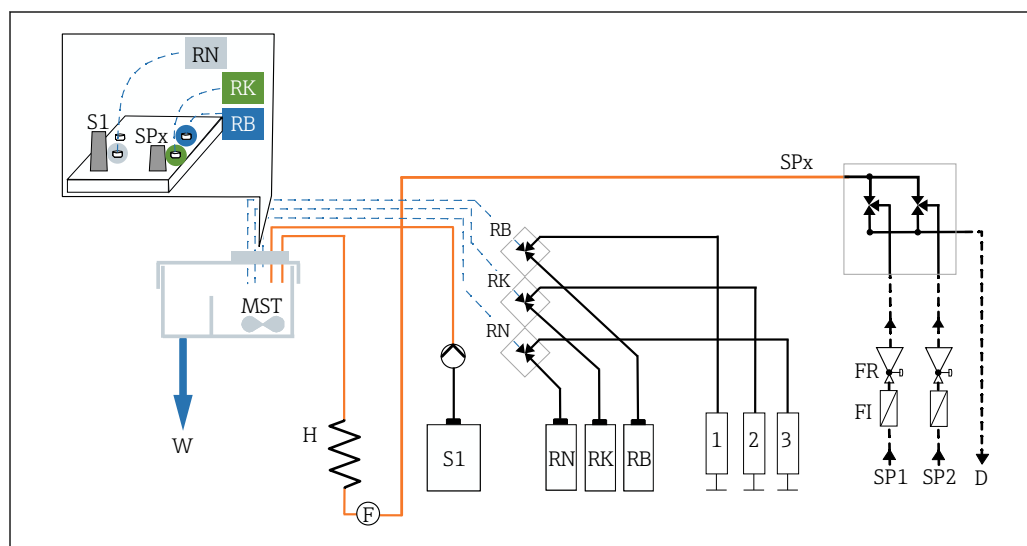 RN
RK
S1
RB
SPx
SPx
RB
RK
MST
RN
FR
FI
W
H
S1
RN
RK
RB
1
2
3
F
SP1
SP2
D